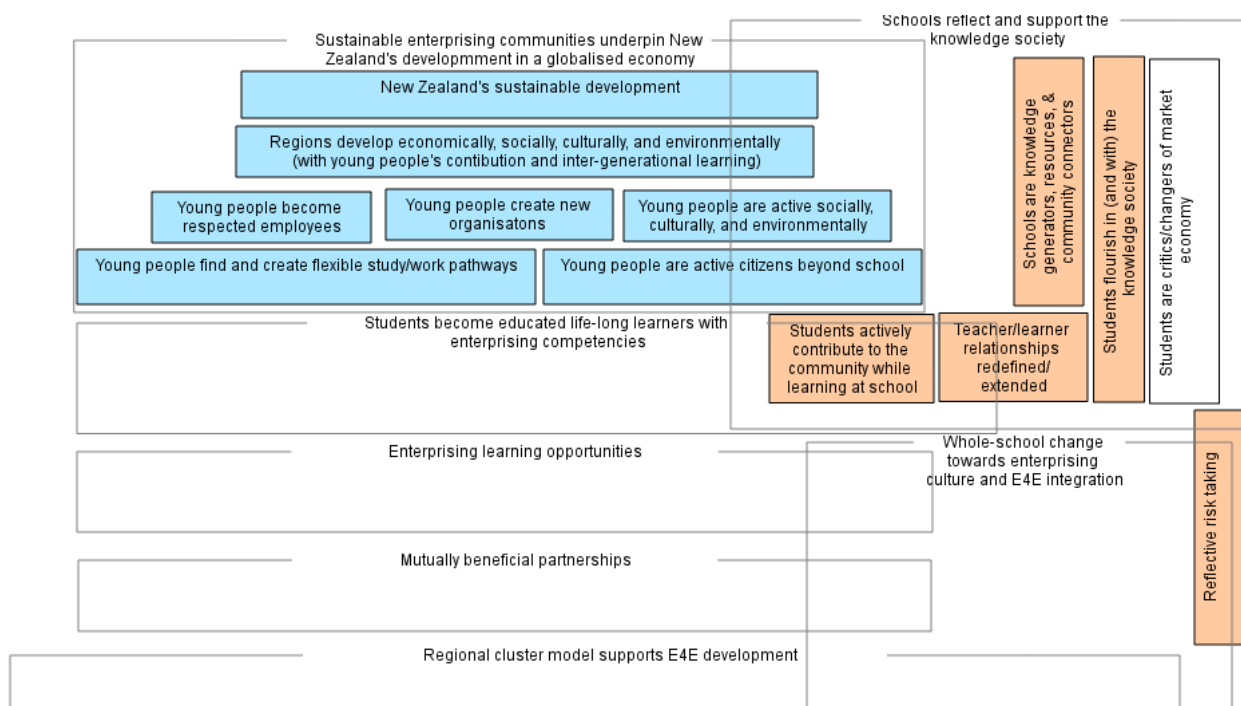 Schools reflect and support the
knowledge society
Sustainable enterprising communities underpin New
Zealand's developmment in a globalised economy
New Zealand's sustainable development
Regions develop economically, socially, culturally, and environmentally
(with young people's contibution and inter-generational learning)
Young people become
respected employees
Young people create new
organisatons
Young people are active socially,
culturally, and environmentally
Young people find and create flexible study/work pathways
Young people are active citizens beyond school
Schools are knowledge
generators, resources, &
community connectors
Students flourish in (and with) the
knowledge society
Students are critics/changers of market
economy
Students become educated life-long learners with
enterprising competencies
Students actively
contribute to the
community while
learning at school
Teacher/learner
relationships
redefined/
extended
Enterprising learning opportunities
Whole-school change
towards enterprising
culture and E4E integration
Reflective risk taking
Mutually beneficial partnerships
Regional cluster model supports E4E development